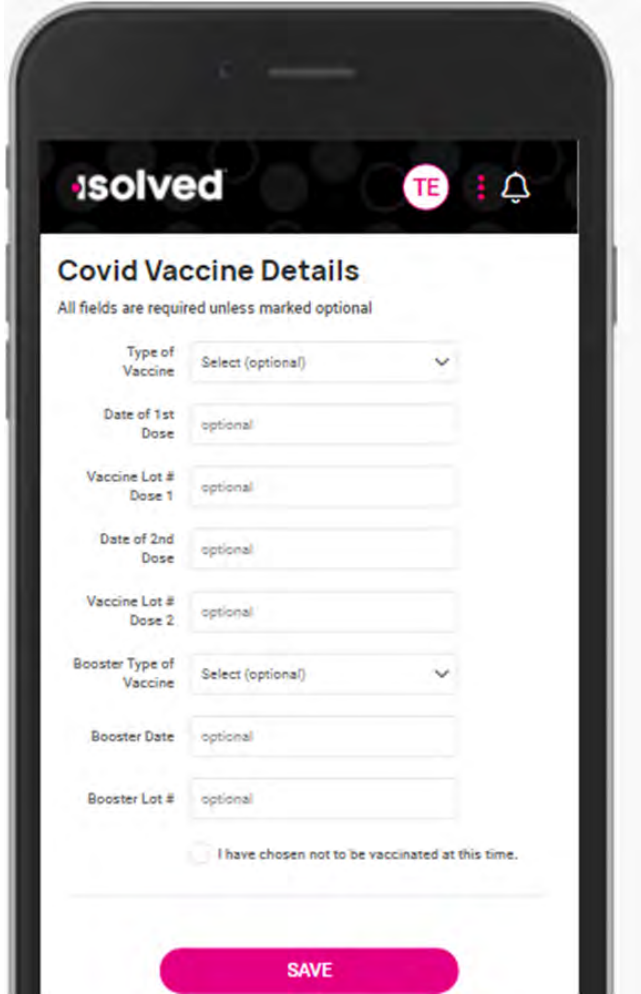 isolved
TE
Covid Vaccine Details
All fields are required unless marked optional
Type of
Vaccine
Select (optional)
Date of 1st
Dose
optional
Vaccine Lot #
Dose 1
optional
Date of 2nd
Dose
optional
Vaccine Lot #
Dose 2
optional
Booster Type of
Vaccine
Select (optional)
Booster Date
optional
Booster Lot #
optional
I have chosen not to be vaccinated at this time.
SAVE